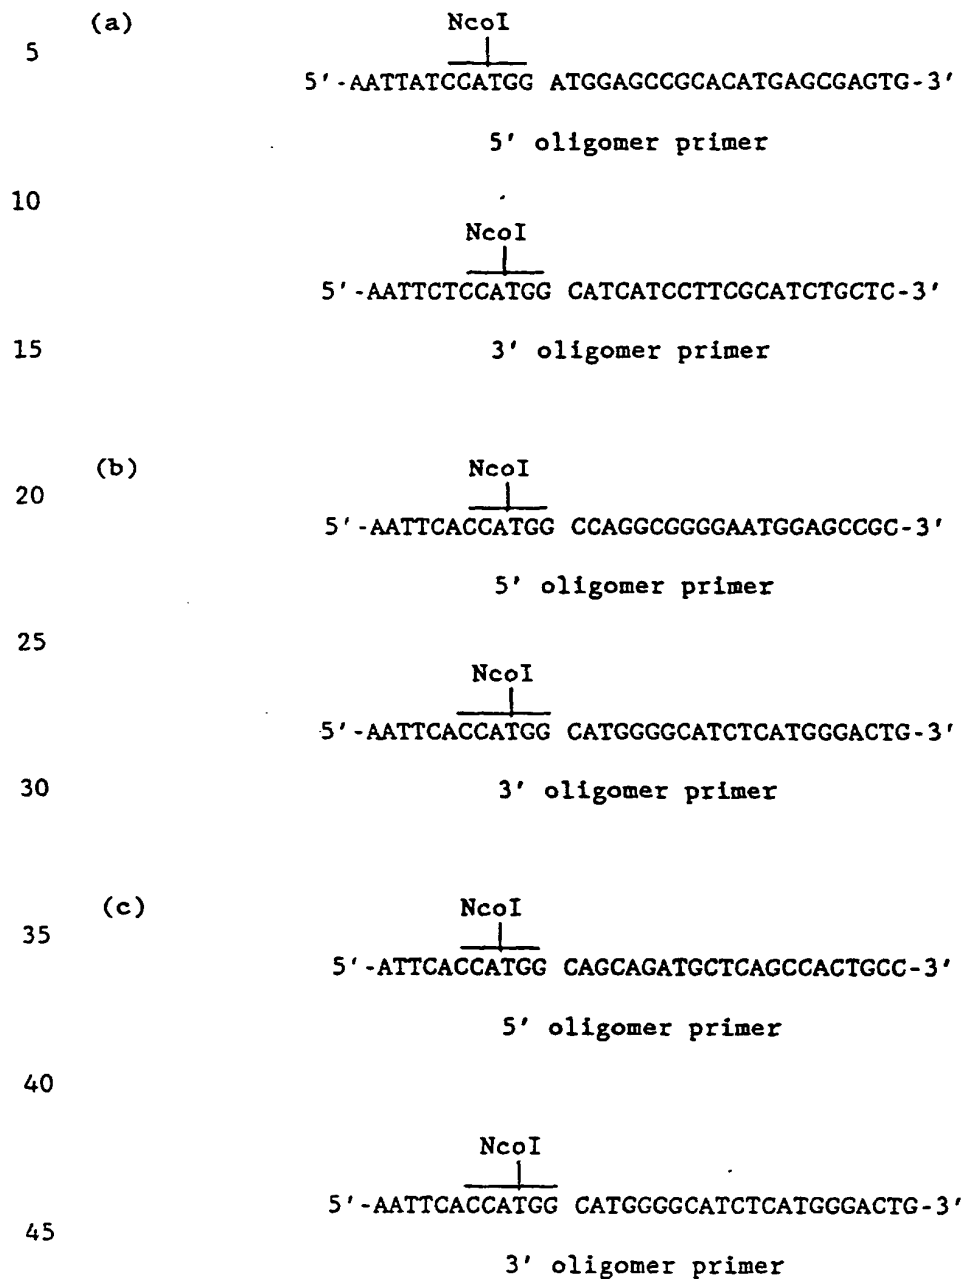 (a) NcoI
5
5'-AATTATCCATGG ATGGAGCCGCACATGAGCGAGTG-3'
5' oligomer primer
10
NcoI
5'-AATTCTCCATGG CATCATCCTTCGCATCTGCTC-3'
15 3' oligomer primer
(b) NcoI
20
5'-AATTCACCATGG CCAGGCGGGGAATGGAGCCGC-3'
5' oligomer primer
25
NcoI
5'-AATTCACCATGG CATGGGGCATCTCATGGGACTG-3'
30 3' oligomer primer
(c) NcoI
35
5'-ATTCACCATGG CAGCAGATGCTCAGCCACTGCC-3'
5' oligomer primer
40
NcoI
5'-AATTCACCATGG CATGGGGCATCTCATGGGACTG-3'
45
3' oligomer primer